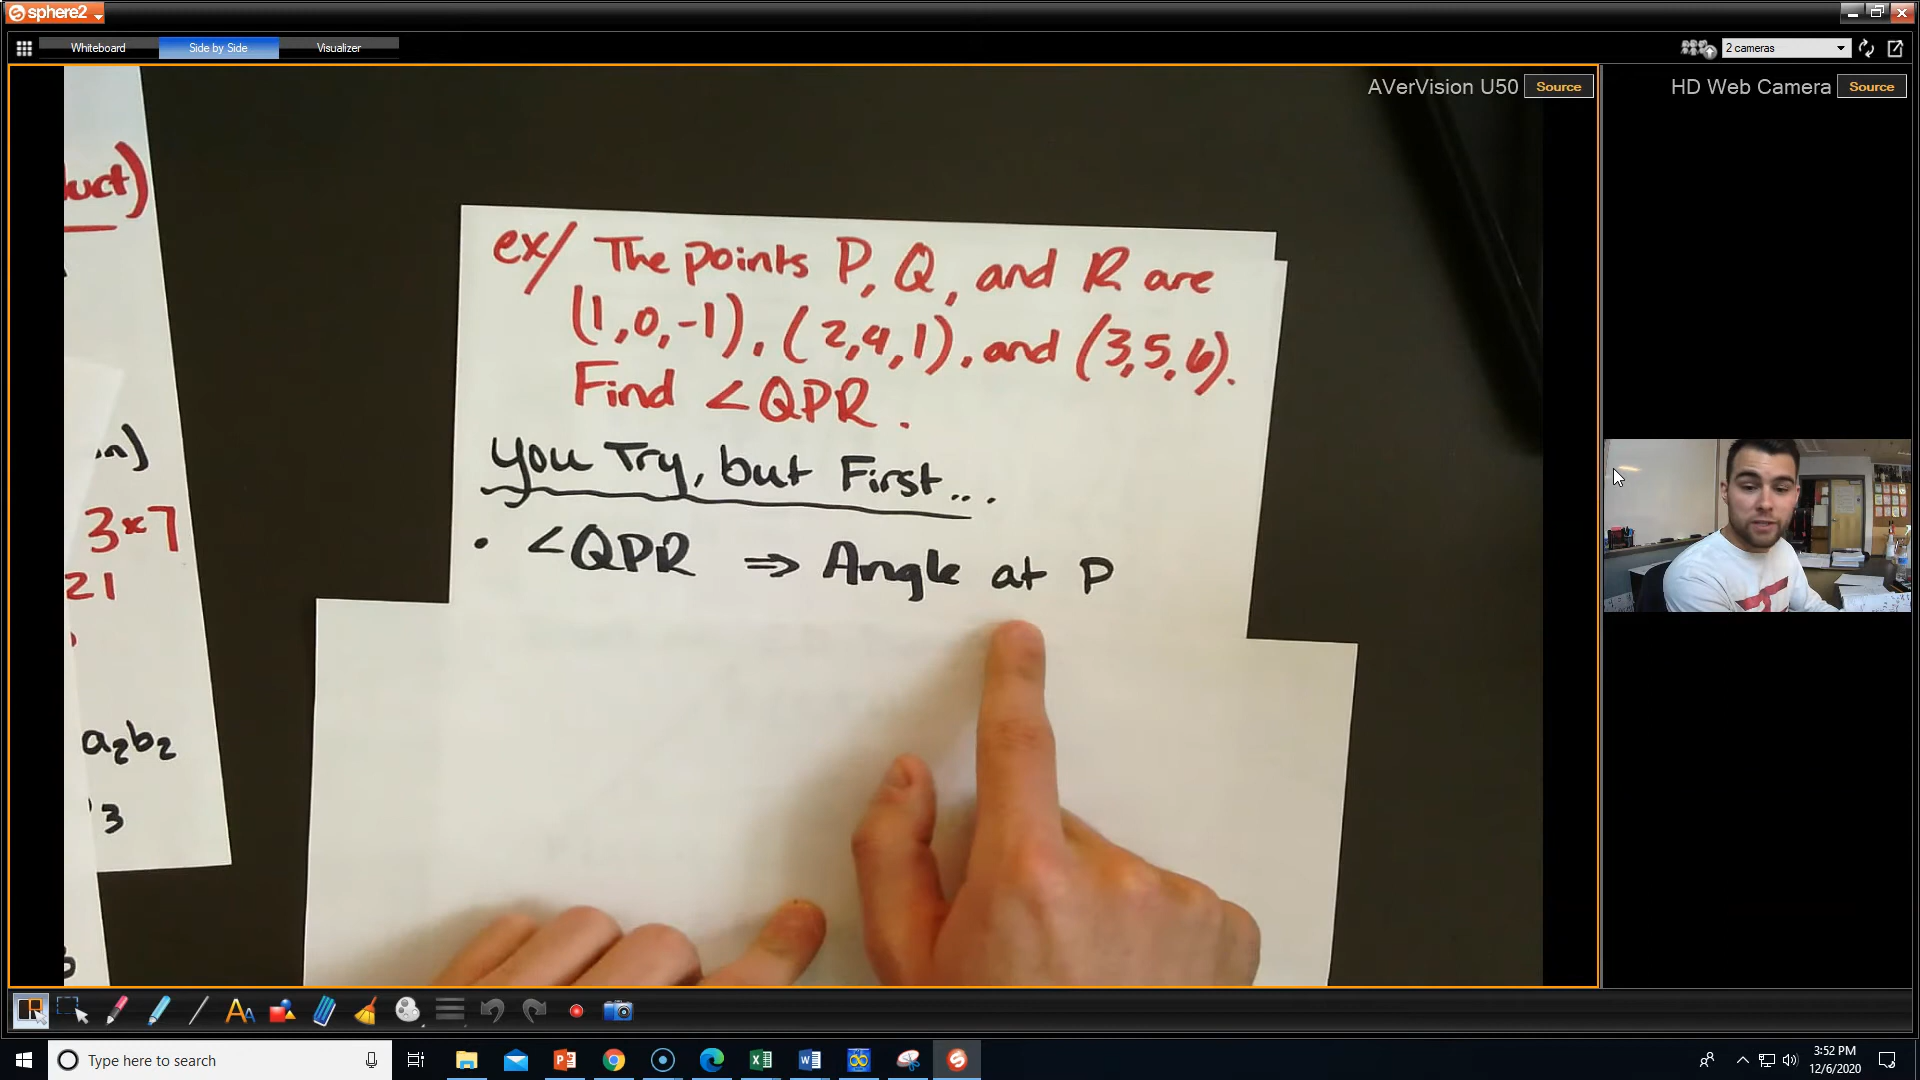 sphere2
Whiteboard
Side by Side
Visualizer
2 cameras
AVerVision U50
Source
HD Web Camera
Source
uct)
ex/ The points P, Q, and R are
(1,0,-1), (2,4,1), and (3,5,6).
Find ∠QPR.
You Try, but First...
• ∠QPR ⇒ Angle at P
n)
3×7
21
a₂b₂
3
Type here to search
3:52 PM
12/6/2020